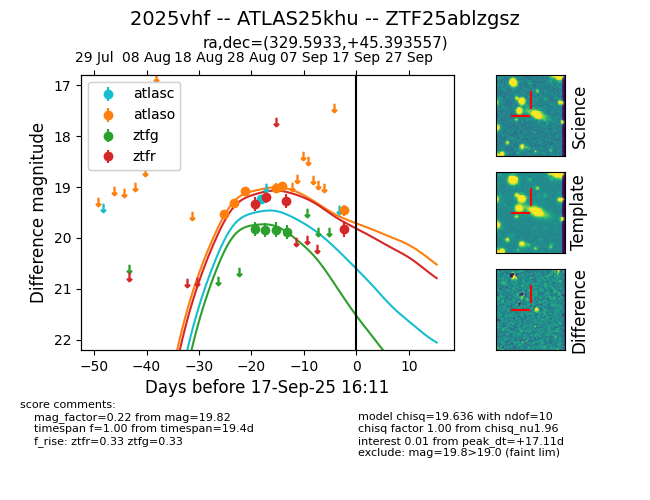 2025vhf -- ATLAS25khu -- ZTF25ablzgsz
ra,dec=(329.5933,+45.393557)
29 Jul 08 Aug 18 Aug 28 Aug 07 Sep 17 Sep 27 Sep
17
18
19
20
21
22
Difference magnitude
atlasc
atlaso
ztfg
ztfr
−50 −40 −30 −20 −10 0 10
Days before 17-Sep-25 16:11
Science
Template
Difference
score comments:
mag_factor=0.22 from mag=19.82
timespan f=1.00 from timespan=19.4d
f_rise: ztfr=0.33 ztfg=0.33
model chisq=19.636 with ndof=10
chisq factor 1.00 from chisq_nu1.96
interest 0.01 from peak_dt=+17.11d
exclude: mag=19.8>19.0 (faint lim)